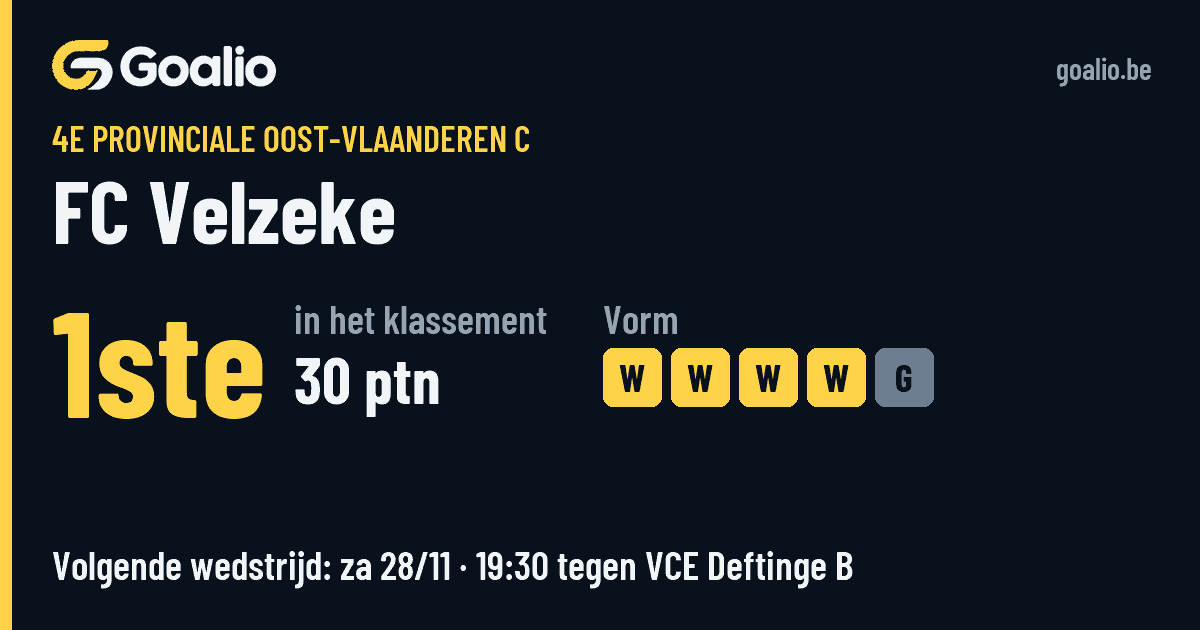 Goalio
goalio.be
4E PROVINCIALE OOST-VLAANDEREN C
FC Velzeke
1ste
in het klassement
30 ptn
Vorm
W W W W G
Volgende wedstrijd: za 28/11 · 19:30 tegen VCE Deftinge B